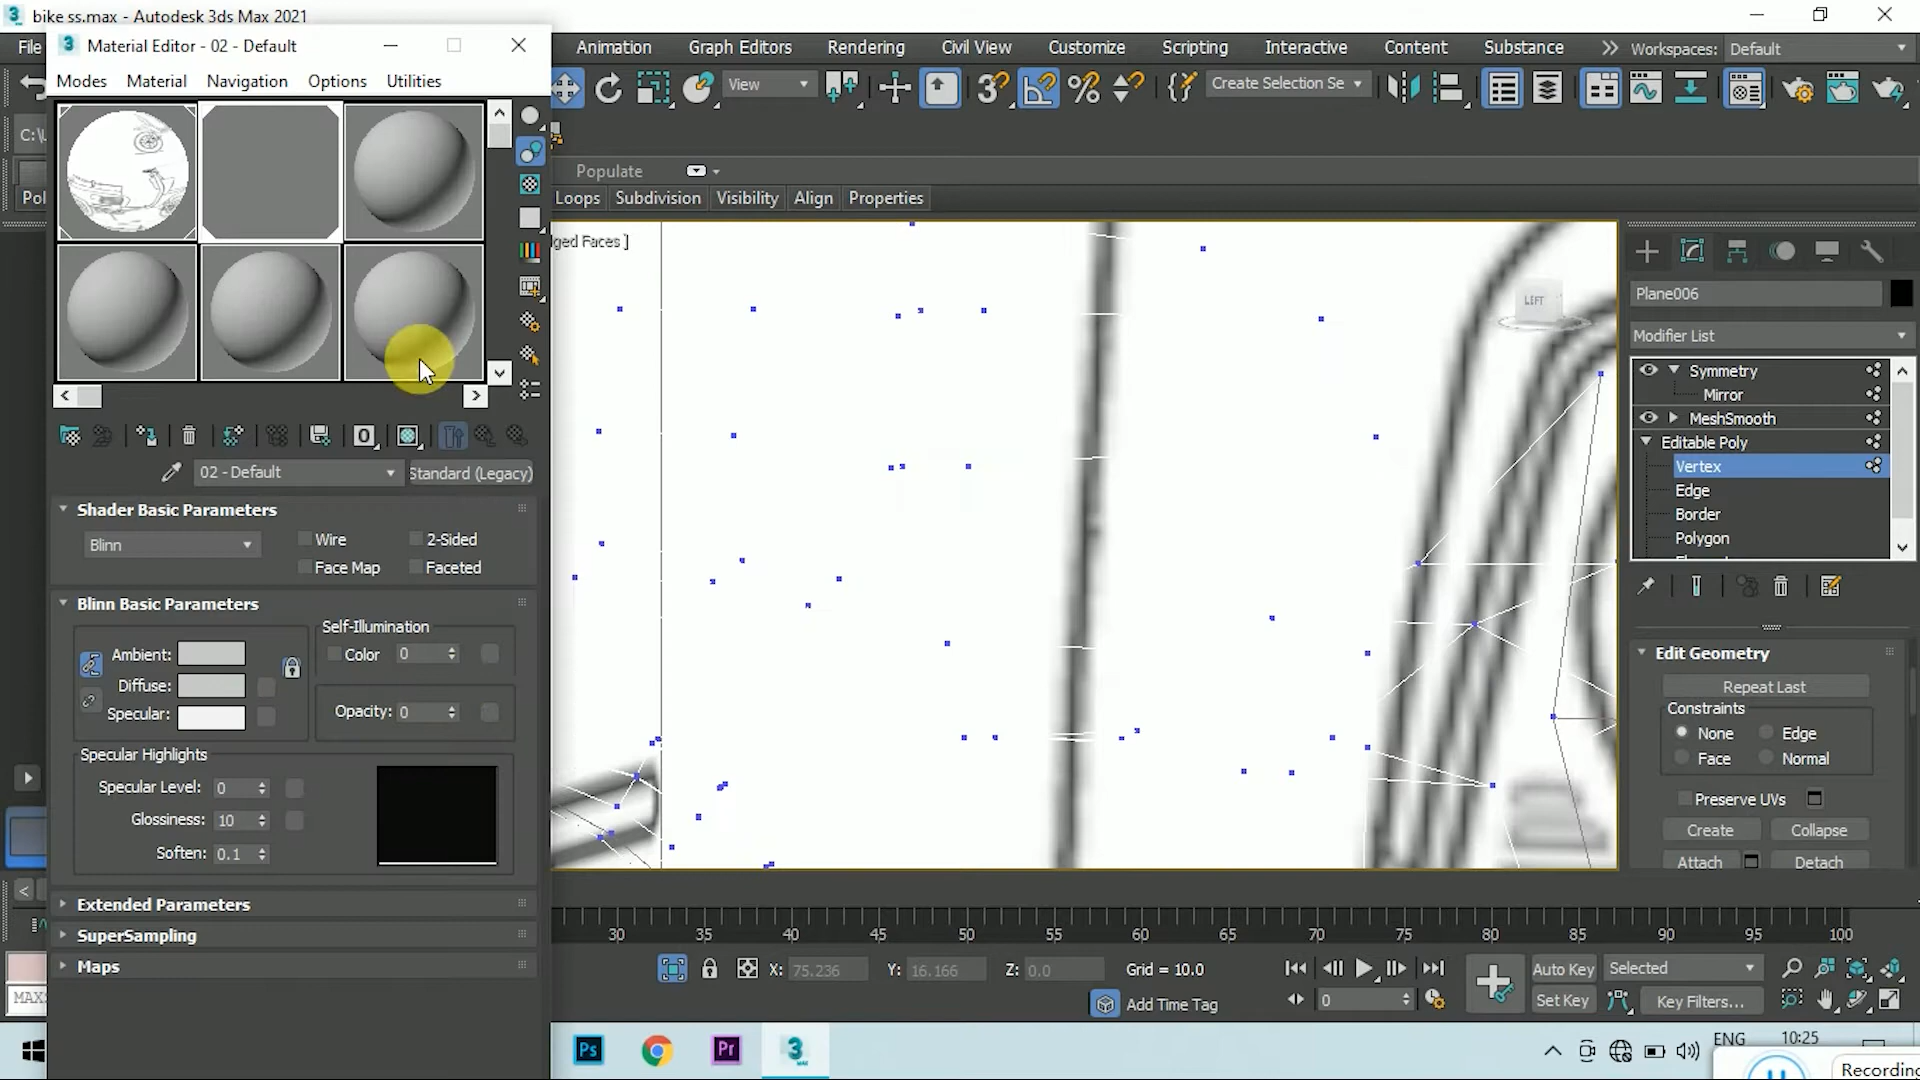 bike ss.max - Autodesk 3ds Max 2021
File
Animation
Graph Editors
Rendering
Civil View
Customize
Scripting
Interactive
Content
Substance
Workspaces:
Default
Material Editor - 02 - Default
Modes
Material
Navigation
Options
Utilities
View
Create Selection Se
C:\
Populate
Pol
Loops
Subdivision
Visibility
Align
Properties
ged Faces ]
LIFT
02 - Default
Standard (Legacy)
Shader Basic Parameters
Blinn
Wire
2-Sided
Face Map
Faceted
Blinn Basic Parameters
Self-Illumination
Ambient:
Color
0
Diffuse:
Specular:
Opacity:
0
Specular Highlights
Specular Level:
0
Glossiness:
10
Soften:
0.1
Extended Parameters
SuperSampling
Maps
Plane006
Modifier List
Symmetry
Mirror
MeshSmooth
Editable Poly
Vertex
Edge
Border
Polygon
Edit Geometry
Repeat Last
Constraints
None
Edge
Face
Normal
Preserve UVs
Create
Collapse
Attach
Detach
30
35
40
45
50
55
60
65
70
75
80
85
90
95
100
MAX
X:
75.236
Y:
16.166
Z:
0.0
Grid = 10.0
Add Time Tag
0
Auto Key
Selected
Set Key
Key Filters...
Ps
Pr
3
MAX
ENG
10:25
Recording